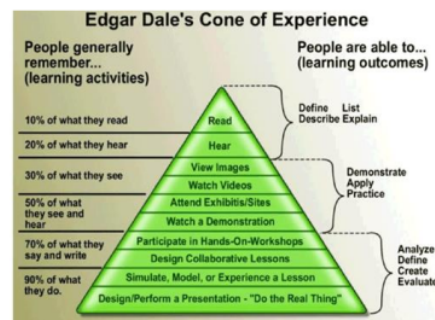 Edgar Dale's Cone of Experience
People generally
remember...
(learning activities)
People are able to...
(learning outcomes)
10% of what they read
20% of what they hear
30% of what they see
50% of what
they see and
hear
70% of what they
say and write
90% of what
they do.
Read
Hear
View Images
Watch Videos
Attend Exhibitis/Sites
Watch a Demonstration
Participate in Hands-On-Workshops
Design Collaborative Lessons
Simulate, Model, or Experience a Lesson
Design/Perform a Presentation - "Do the Real Thing"
Define List
Describe Explain
Demonstrate
Apply
Practice
Analyze
Define
Create
Evaluate